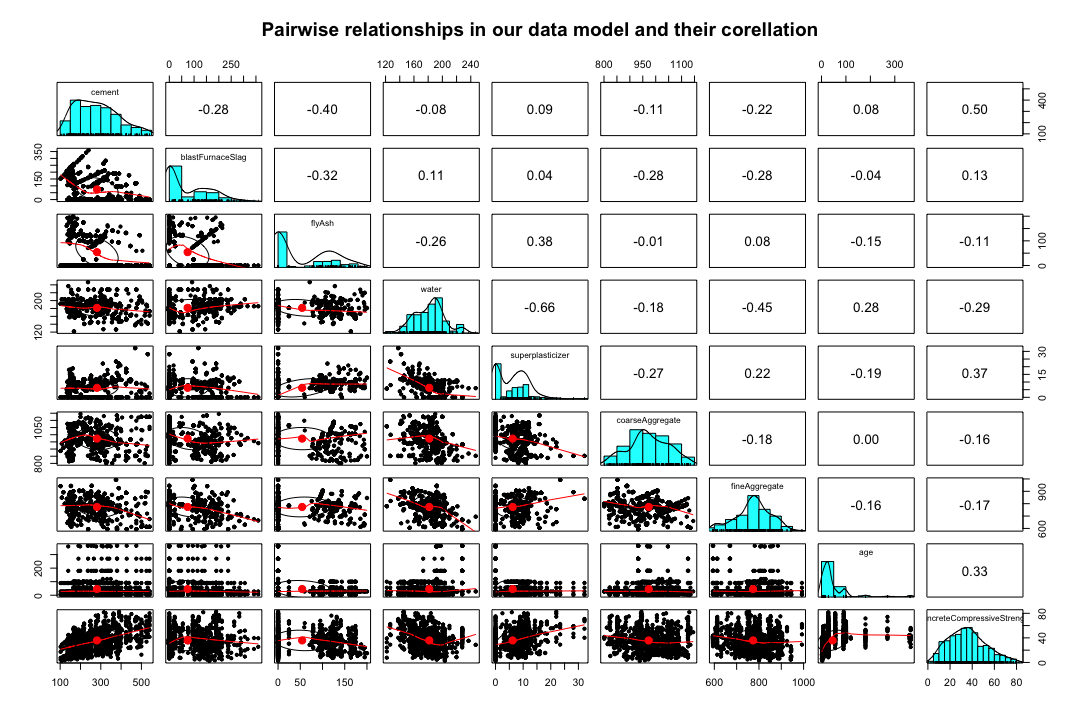 Pairwise relationships in our data model and their corellation
0 100 250 120 160 200 240 800 950 1100 0 100 300
cement -0.28 -0.40 -0.08 0.09 -0.11 -0.22 0.08 0.50 100 400
0 150 350 blastFurnaceSlag -0.32 0.11 0.04 -0.28 -0.28 -0.04 0.13
flyAsh -0.26 0.38 -0.01 0.08 -0.15 -0.11 0 100
120 200 water -0.66 -0.18 -0.45 0.28 -0.29
superplasticizer -0.27 0.22 -0.19 0.37 0 15 30
800 1050 coarseAggregate -0.18 0.00 -0.16
fineAggregate -0.16 -0.17 600 900
0 200 age 0.33
ncreteCompressiveStreng 0 40 80
100 300 500 0 50 150 0 10 20 30 600 800 1000 0 20 40 60 80